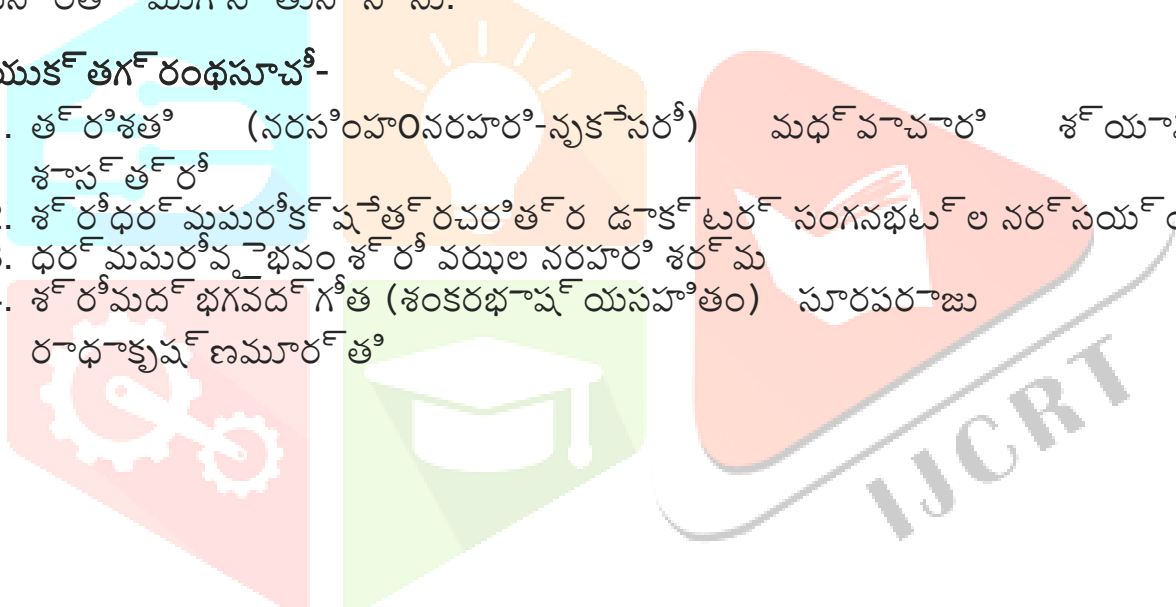 యుక్తగ్రంథసూచీ-
. త్రిశతి (నరసింహ0నరహరి-నృకేసరీ) మధ్వాచారి
శాస్త్రీ
. శ్రీధర్మపురీక్షేత్రచరిత్ర డాక్టర్ సంగనభట్ల
. ధర్మపురీవైభవం శ్రీ వఝల నరహరి శర్మ
. శ్రీమద్భగవద్గీత (శంకరభాష్యసహితం) సూరపరాజు
రాధాకృష్ణమూర్తి
IJCRT